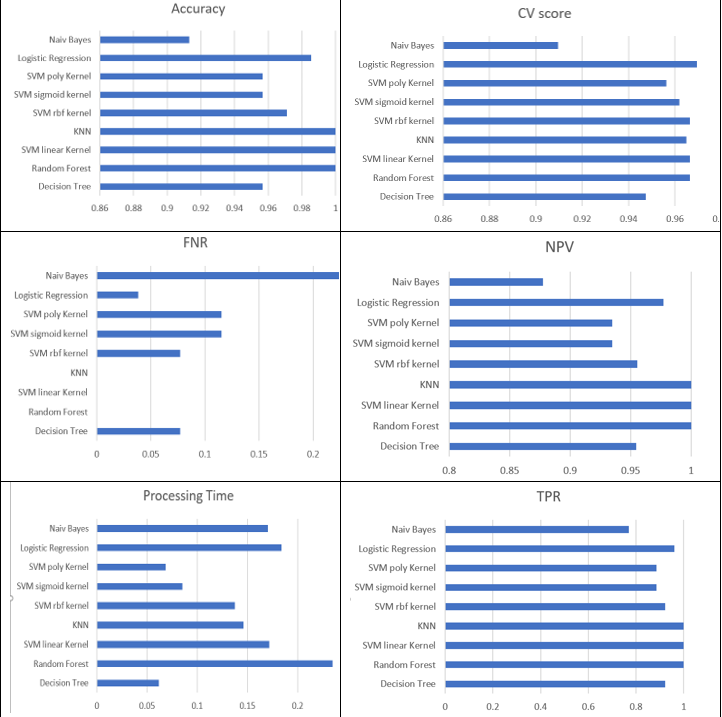 Accuracy
Naiv Bayes
Logistic Regression
SVM poly Kernel
SVM sigmoid kernel
SVM rbf kernel
KNN
SVM linear Kernel
Random Forest
Decision Tree
0.86 0.88 0.9 0.92 0.94 0.96 0.98 1
CV score
Naiv Bayes
Logistic Regression
SVM poly Kernel
SVM sigmoid kernel
SVM rbf kernel
KNN
SVM linear Kernel
Random Forest
Decision Tree
0.86 0.88 0.9 0.92 0.94 0.96
FNR
Naiv Bayes
Logistic Regression
SVM poly Kernel
SVM sigmoid kernel
SVM rbf kernel
KNN
SVM linear Kernel
Random Forest
Decision Tree
0 0.05 0.1 0.15 0.2
NPV
Naiv Bayes
Logistic Regression
SVM poly Kernel
SVM sigmoid kernel
SVM rbf kernel
KNN
SVM linear Kernel
Random Forest
Decision Tree
0.8 0.85 0.9 0.95 1
Processing Time
Naiv Bayes
Logistic Regression
SVM poly Kernel
SVM sigmoid kernel
SVM rbf kernel
KNN
SVM linear Kernel
Random Forest
Decision Tree
0 0.05 0.1 0.15 0.2
TPR
Naiv Bayes
Logistic Regression
SVM poly Kernel
SVM sigmoid kernel
SVM rbf kernel
KNN
SVM linear Kernel
Random Forest
Decision Tree
0 0.2 0.4 0.6 0.8 1